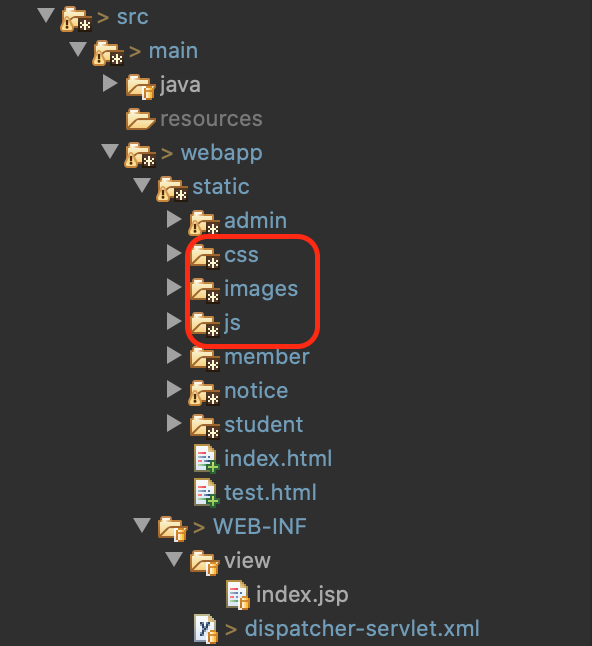 > src
> main
java
resources
> webapp
static
admin
css
images
js
member
notice
student
index.html
test.html
> WEB-INF
view
index.jsp
> dispatcher-servlet.xml